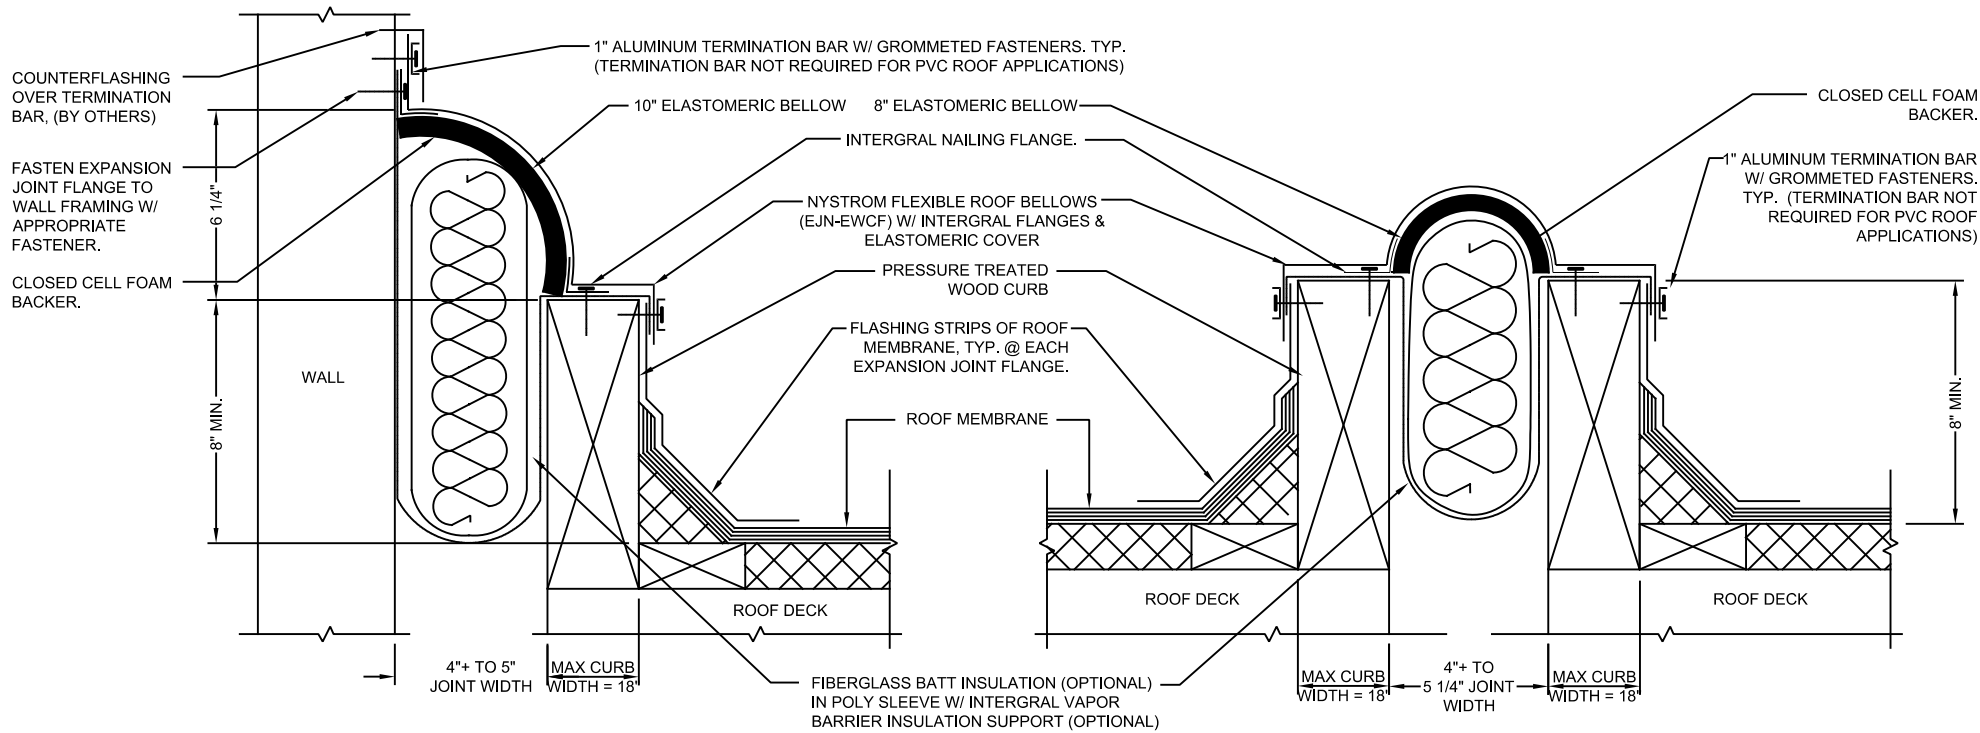 COUNTERFLASHING
OVER TERMINATION
BAR, (BY OTHERS)
FASTEN EXPANSION
JOINT FLANGE TO
WALL FRAMING W/
APPROPRIATE
FASTENER.
CLOSED CELL FOAM
BACKER.
6 1/4"
8" MIN.
WALL
1" ALUMINUM TERMINATION BAR W/ GROMMETED FASTENERS. TYP.
(TERMINATION BAR NOT REQUIRED FOR PVC ROOF APPLICATIONS)
10" ELASTOMERIC BELLOW
8" ELASTOMERIC BELLOW
INTERGRAL NAILING FLANGE.
NYSTROM FLEXIBLE ROOF BELLOWS
(EJN-EWCF) W/ INTERGRAL FLANGES &
ELASTOMERIC COVER
PRESSURE TREATED
WOOD CURB
FLASHING STRIPS OF ROOF
MEMBRANE, TYP. @ EACH
EXPANSION JOINT FLANGE.
ROOF MEMBRANE
CLOSED CELL FOAM
BACKER.
1" ALUMINUM TERMINATION BAR
W/ GROMMETED FASTENERS.
TYP. (TERMINATION BAR NOT
REQUIRED FOR PVC ROOF
APPLICATIONS)
8" MIN.
ROOF DECK
ROOF DECK
ROOF DECK
4"+ TO 5"
JOINT WIDTH
MAX CURB
WIDTH = 18"
FIBERGLASS BATT INSULATION (OPTIONAL)
IN POLY SLEEVE W/ INTERGRAL VAPOR
BARRIER INSULATION SUPPORT (OPTIONAL)
MAX CURB
WIDTH = 18"
4"+ TO
5 1/4" JOINT
WIDTH
MAX CURB
WIDTH = 18"